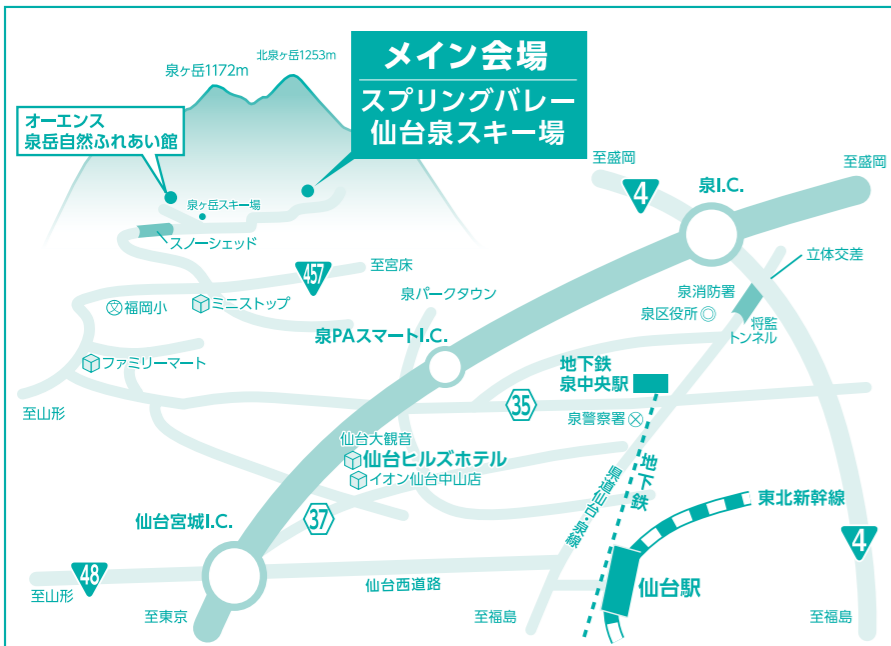 北泉ヶ岳1253m
泉ヶ岳1172m
メイン会場
スプリングバレー
仙台泉スキー場
オーエンス
泉岳自然ふれあい館
泉ヶ岳スキー場
スノーシェッド
至盛岡
4
泉I.C.
至盛岡
立体交差
457
至宮床
泉パークタウン
福岡小
ミニストップ
泉消防署
泉区役所
将監
トンネル
泉PAスマートI.C.
ファミリーマート
地下鉄
泉中央駅
至山形
35
泉警察署
仙台大観音
仙台ヒルズホテル
イオン仙台中山店
地下鉄
県道仙台・泉線
東北新幹線
仙台宮城I.C.
37
4
48
至山形
仙台西道路
仙台駅
至東京
至福島
至福島